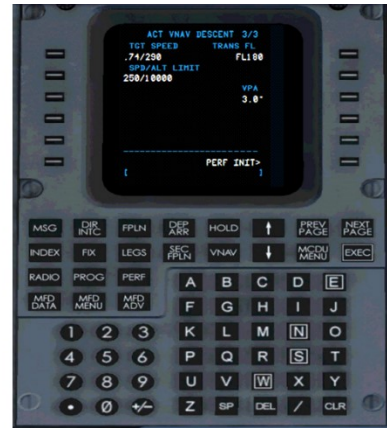 ACT VNAV DESCENT 3/3
TGT SPEED TRANS FL
.74/290 FL180
SPD/ALT LIMIT
250/10000
VPA
3.0°
--------------------------
PERF INIT>
[ ]
MSG DIR INTC FPLN DEP ARR HOLD ↑ PREV PAGE NEXT PAGE
INDEX FIX LEGS SEC FPLN VNAV ↓ MCDU MENU EXEC
RADIO PROG PERF
MFD DATA MFD MENU MFD ADV
A B C D E
F G H I J
1 2 3 K L M N O
4 5 6 P Q R S T
7 8 9 U V W X Y
• Ø +/− Z SP DEL / CLR